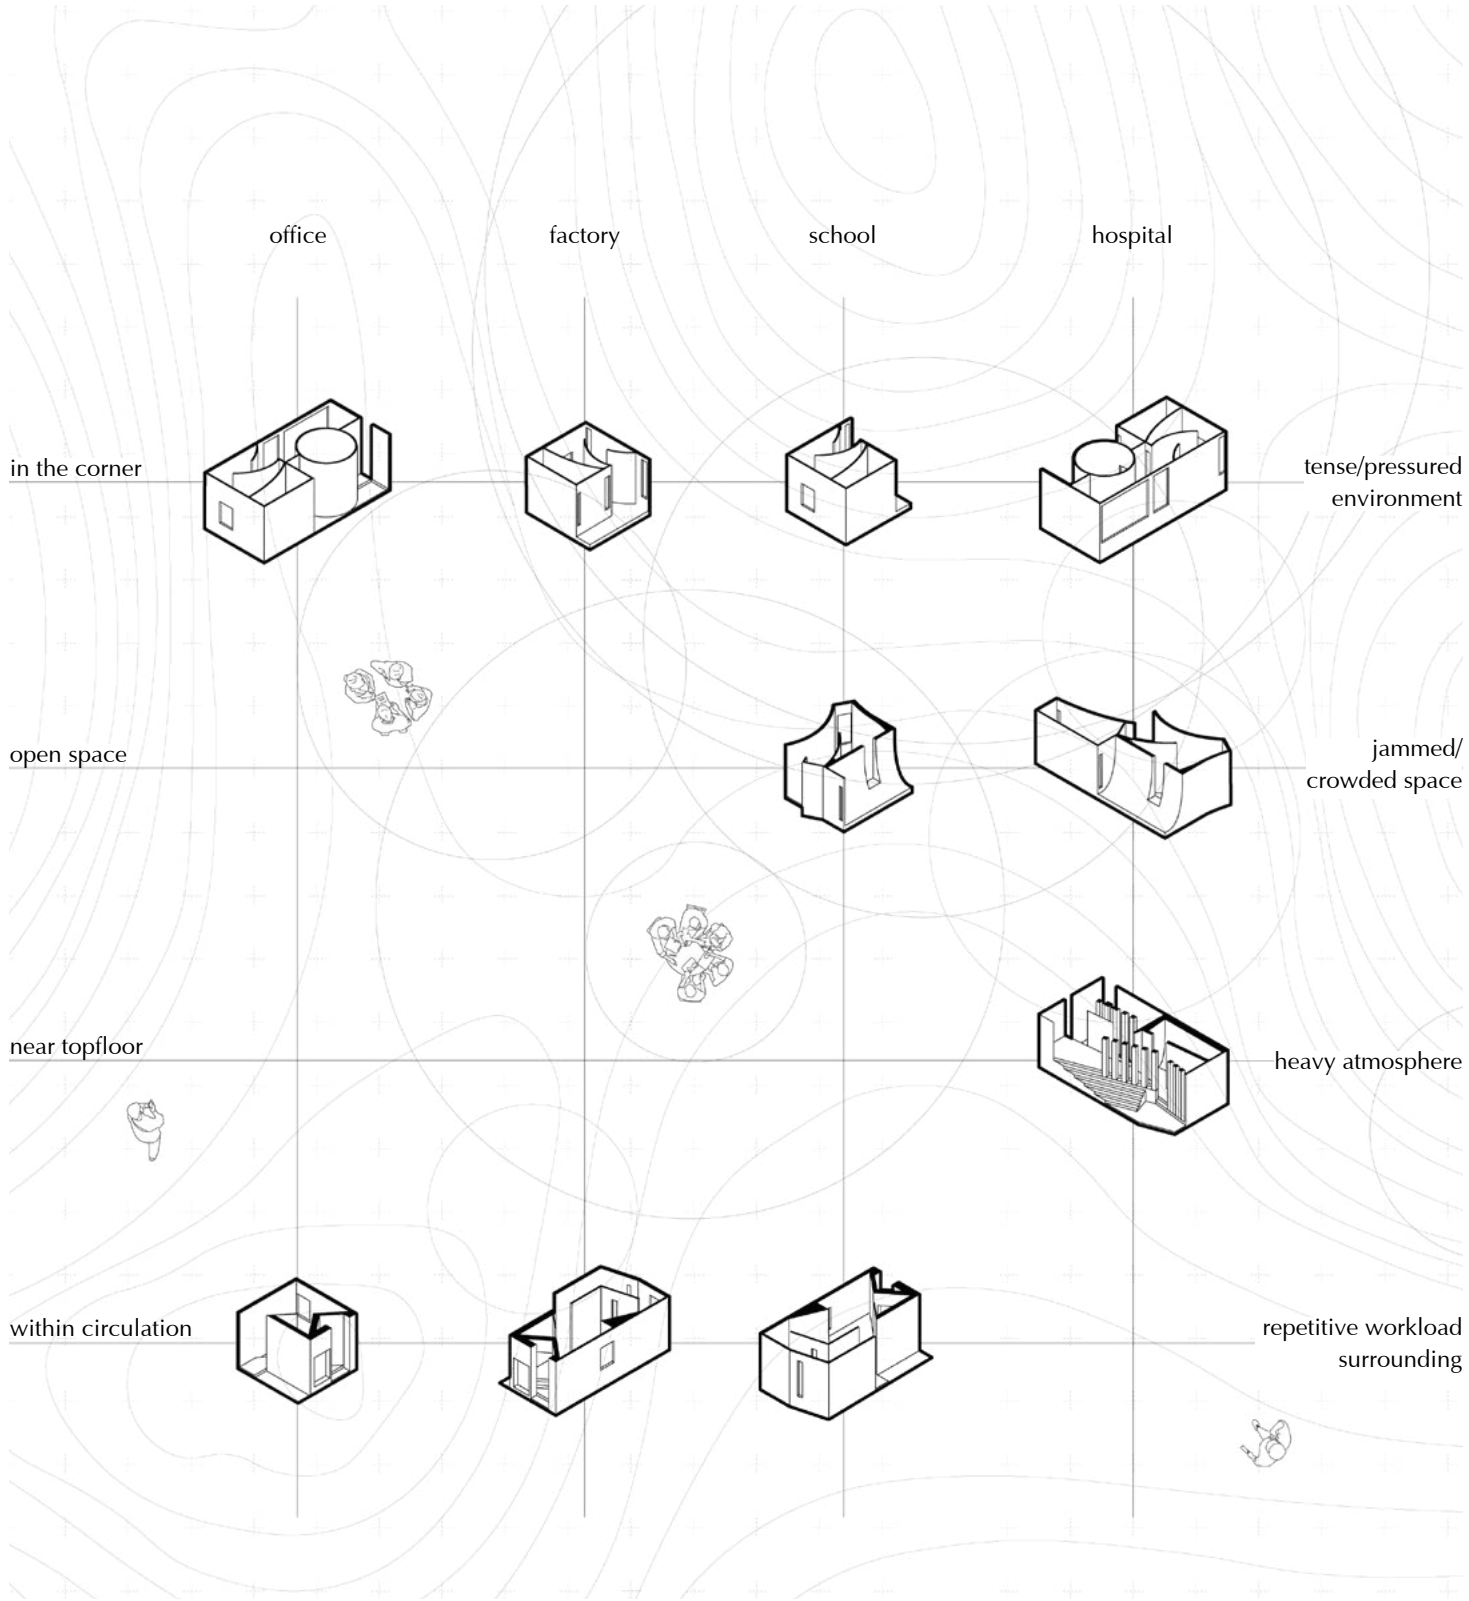 office
factory
school
hospital
in the corner
tense/pressured
environment
open space
jammed/
crowded space
near topfloor
heavy atmosphere
within circulation
repetitive workload
surrounding